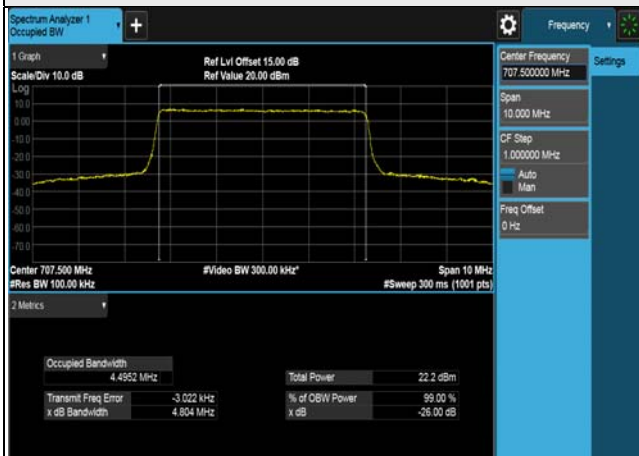 Spectrum Analyzer 1
Occupied BW
+
Frequency
1 Graph
Ref Lvl Offset 15.00 dB
Scale/Div 10.0 dB
Ref Value 20.00 dBm
Log
10.0
0.00
-10.0
-20.0
-30.0
-40.0
-50.0
-60.0
-70.0
Center 707.500 MHz
#Video BW 300.00 kHz*
Span 10 MHz
#Res BW 100.00 kHz
#Sweep 300 ms (1001 pts)
Center Frequency
707.500000 MHz
Settings
Span
10.000 MHz
CF Step
1.000000 MHz
Auto
Man
Freq Offset
0 Hz
2 Metrics
Occupied Bandwidth
4.4952 MHz
Total Power 22.2 dBm
Transmit Freq Error -3.022 kHz
% of OBW Power 99.00 %
x dB Bandwidth 4.804 MHz
x dB -26.00 dB